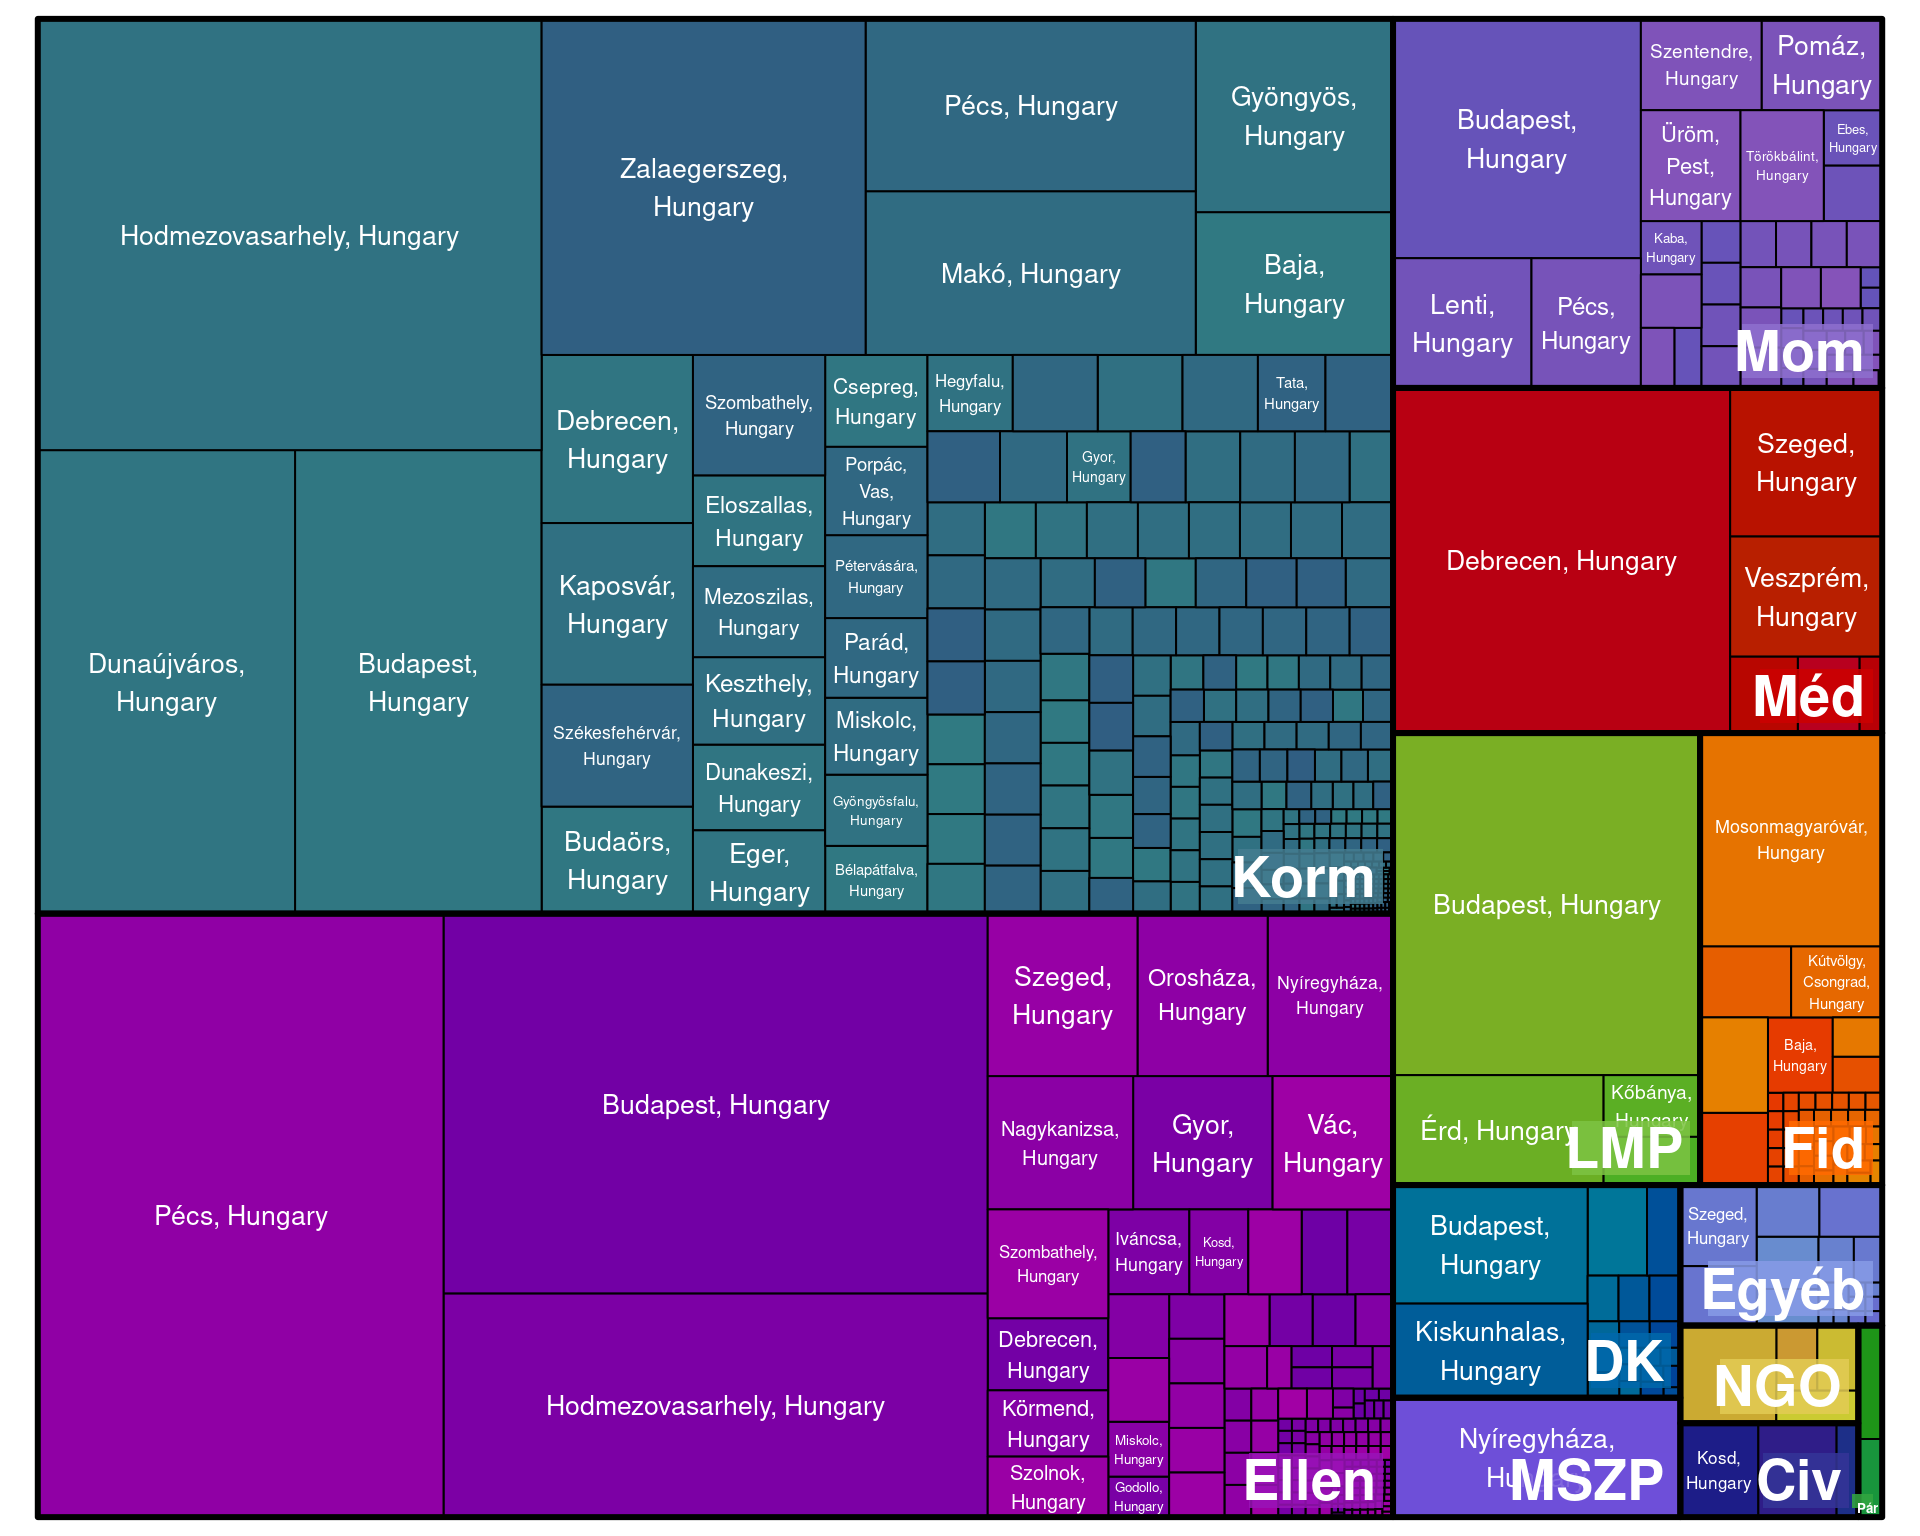 Hodmezovasarhely, Hungary
Dunaújváros,
Hungary
Budapest,
Hungary
Zalaegerszeg,
Hungary
Pécs, Hungary
Makó, Hungary
Gyöngyös,
Hungary
Baja,
Hungary
Debrecen,
Hungary
Kaposvár,
Hungary
Székesfehérvár,
Hungary
Budaörs,
Hungary
Szombathely,
Hungary
Eloszallas,
Hungary
Mezoszilas,
Hungary
Keszthely,
Hungary
Dunakeszi,
Hungary
Eger,
Hungary
Csepreg,
Hungary
Porpác,
Vas,
Hungary
Pétervására,
Hungary
Parád,
Hungary
Miskolc,
Hungary
Gyöngyösfalu,
Hungary
Bélapátfalva,
Hungary
Hegyfalu,
Hungary
Tata,
Hungary
Gyor,
Hungary
Korm
Pécs, Hungary
Budapest, Hungary
Hodmezovasarhely, Hungary
Szeged,
Hungary
Orosháza,
Hungary
Nyíregyháza,
Hungary
Nagykanizsa,
Hungary
Gyor,
Hungary
Vác,
Hungary
Szombathely,
Hungary
Debrecen,
Hungary
Körmend,
Hungary
Szolnok,
Hungary
Iváncsa,
Hungary
Kosd,
Hungary
Miskolc,
Hungary
Godollo,
Hungary
Ellen
Budapest,
Hungary
Lenti,
Hungary
Pécs,
Hungary
Szentendre,
Hungary
Pomáz,
Hungary
Üröm,
Pest,
Hungary
Törökbálint,
Hungary
Ebes,
Hungary
Kaba,
Hungary
Mom
Debrecen, Hungary
Szeged,
Hungary
Veszprém,
Hungary
Méd
Budapest, Hungary
Érd, Hungary
Kőbánya,
Hungary
LMP
Mosonmagyaróvár,
Hungary
Kútvölgy,
Csongrad,
Hungary
Baja,
Hungary
Fid
Budapest,
Hungary
Kiskunhalas,
Hungary
DK
Szeged,
Hungary
Egyéb
NGO
Nyíregyháza,
MSZP
Kosd,
Hungary
Civ
Pár